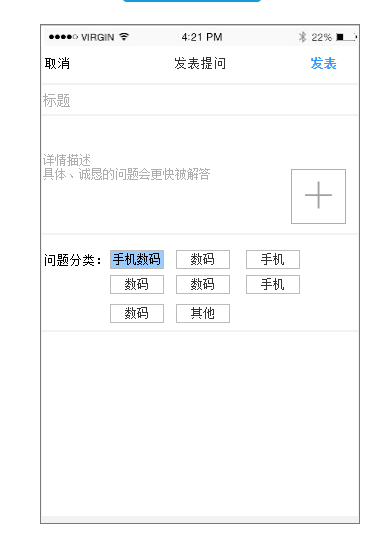 VIRGIN 4:21 PM 22%
取消 发表提问 发表
标题
详情描述
具体、诚恳的问题会更快被解答
问题分类： 手机数码 数码 手机
数码 数码 手机
数码 其他